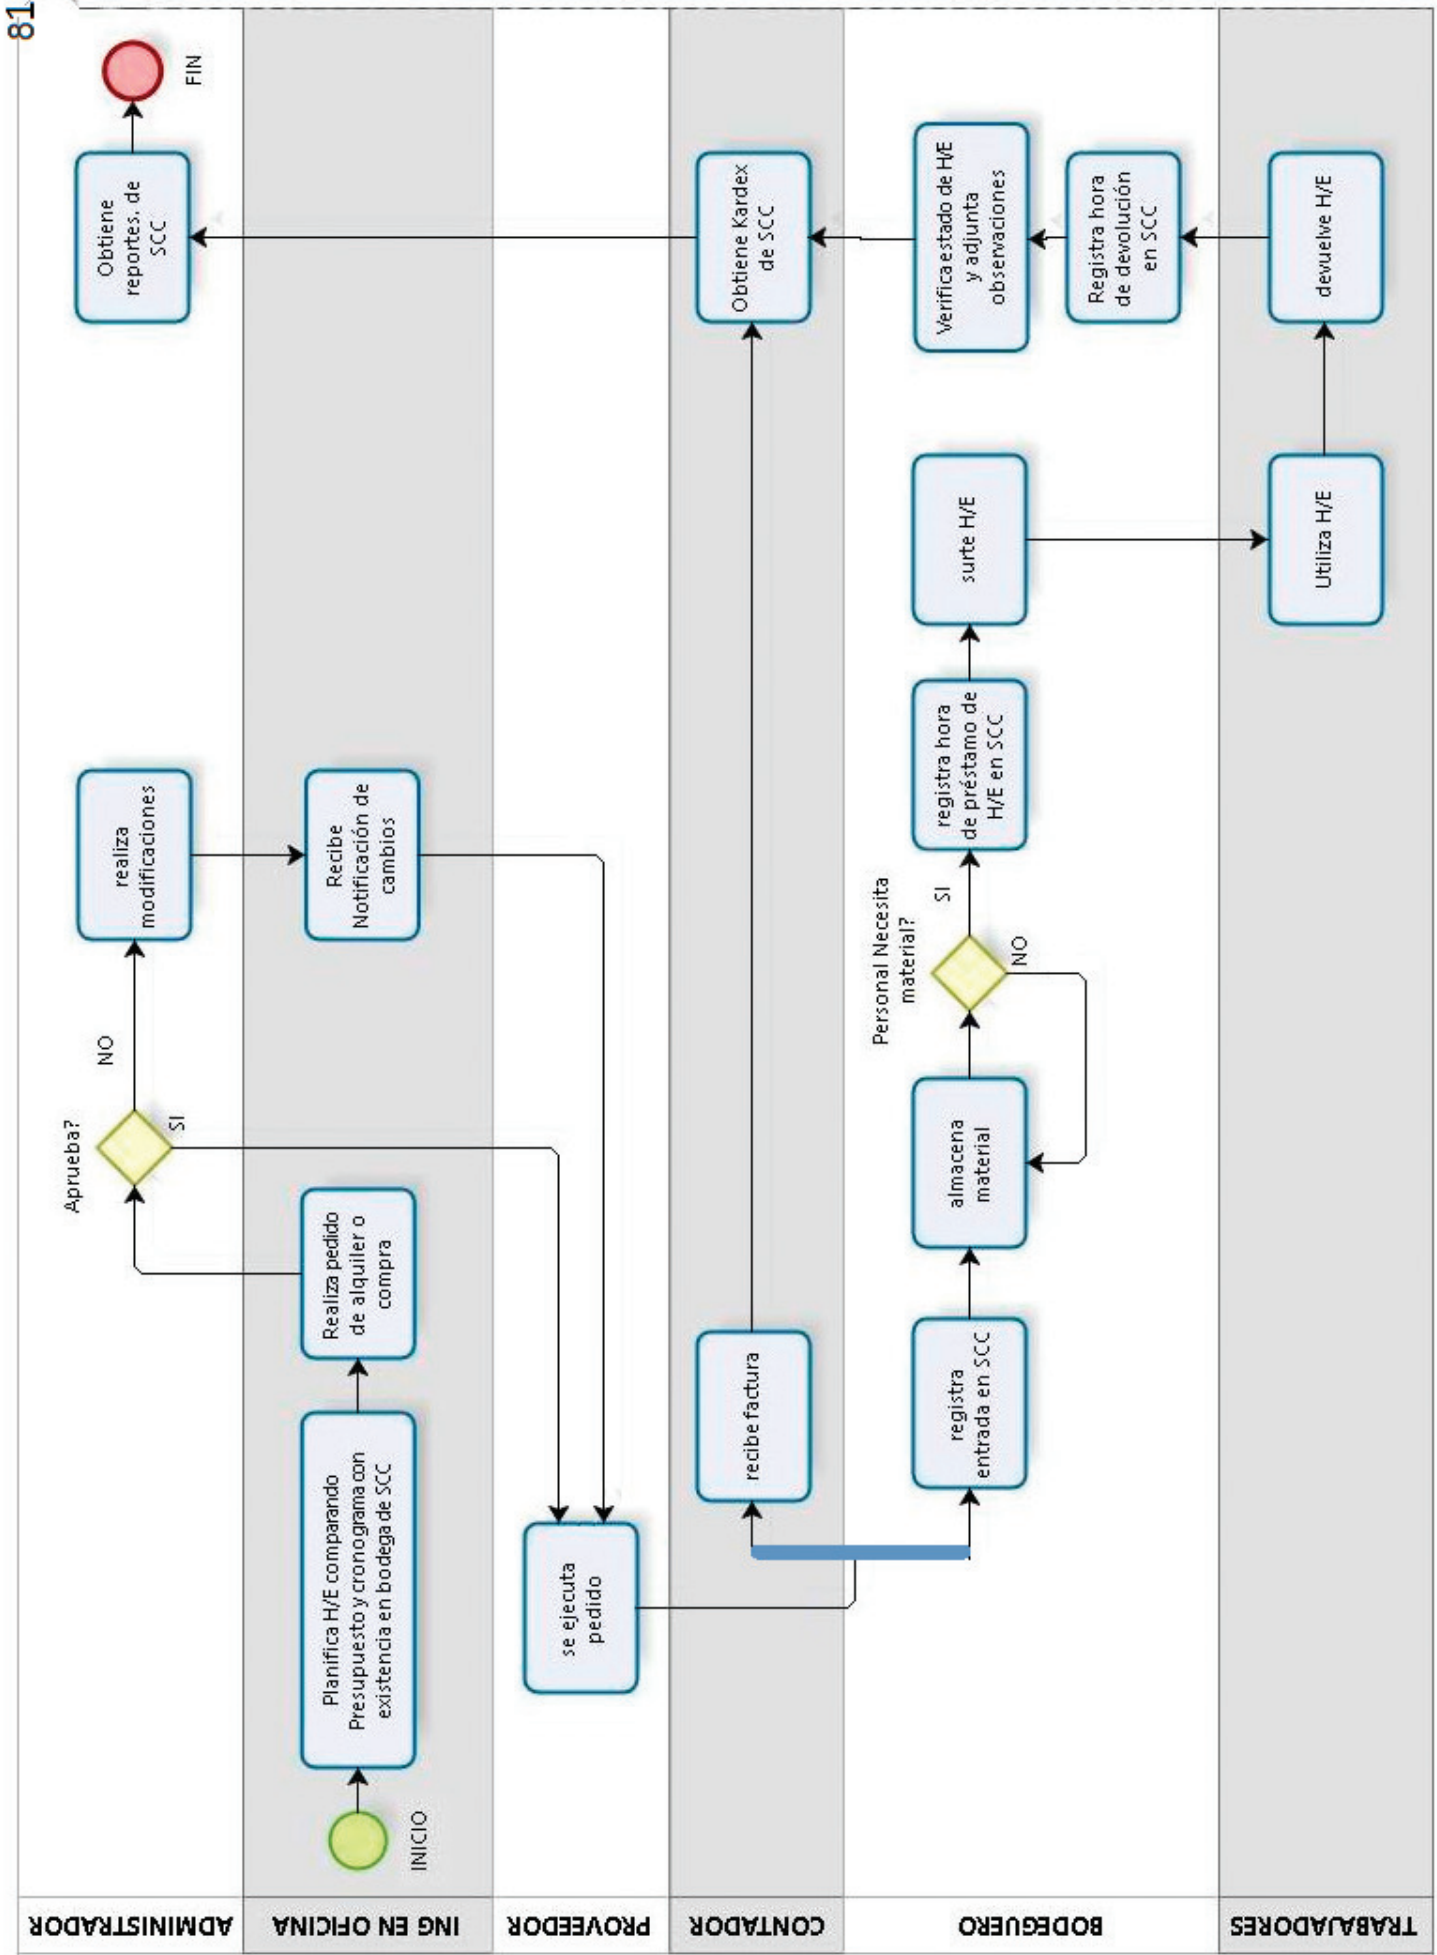 81
ADMINISTRADOR
Aprueba?
SI
NO
realiza
modificaciones
Obtiene
reportes. de
SCC
FIN
ING EN OFICINA
INICIO
Planifica H/E comparando
Presupuesto y cronograma con
existencia en bodega de SCC
Realiza pedido
de alquiler o
compra
Recibe
Notificación de
cambios
PROVEEDOR
se ejecuta
pedido
CONTADOR
recibe factura
Obtiene Kardex
de SCC
BODEGUERO
registra
entrada en SCC
almacena
material
Personal Necesita
material?
SI
NO
registra hora
de préstamo de
H/E en SCC
surte H/E
Verifica estado de H/E
y adjunta
observaciones
Registra hora
de devolución
en SCC
TRABAJADORES
Utiliza H/E
devuelve H/E